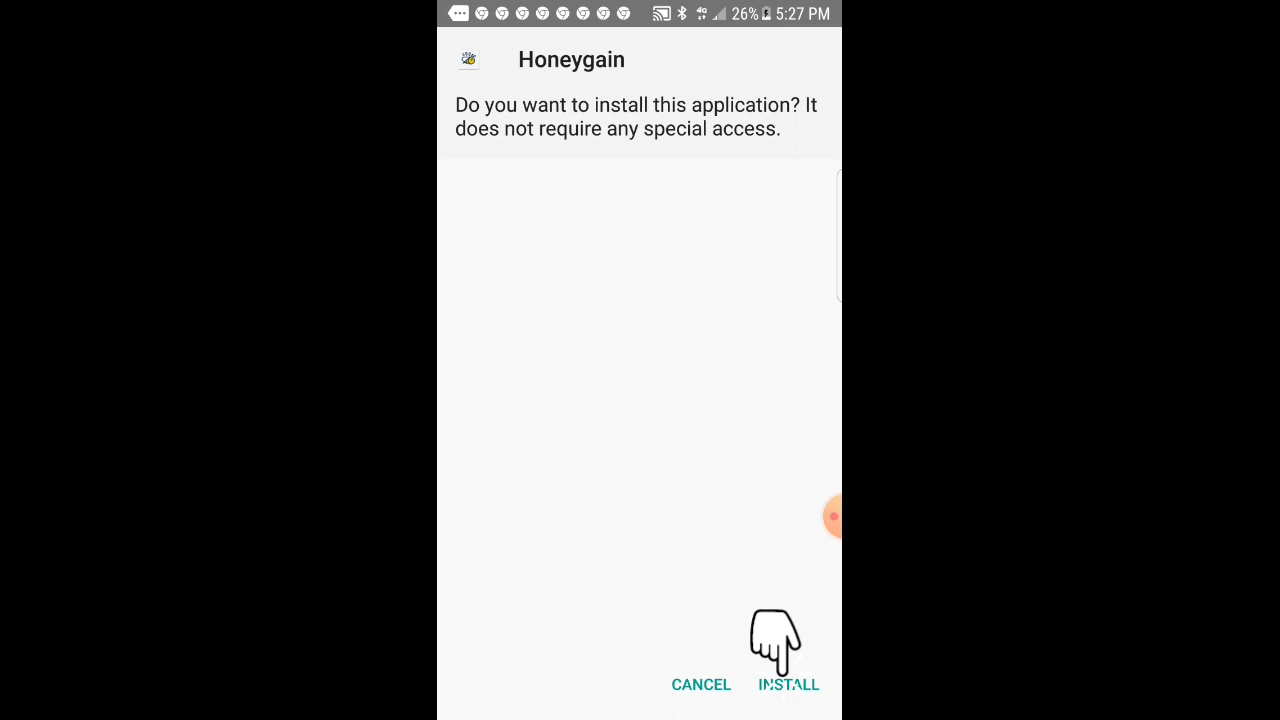 4G 26% 5:27 PM
Honeygain
Do you want to install this application? It
does not require any special access.
CANCEL INSTALL